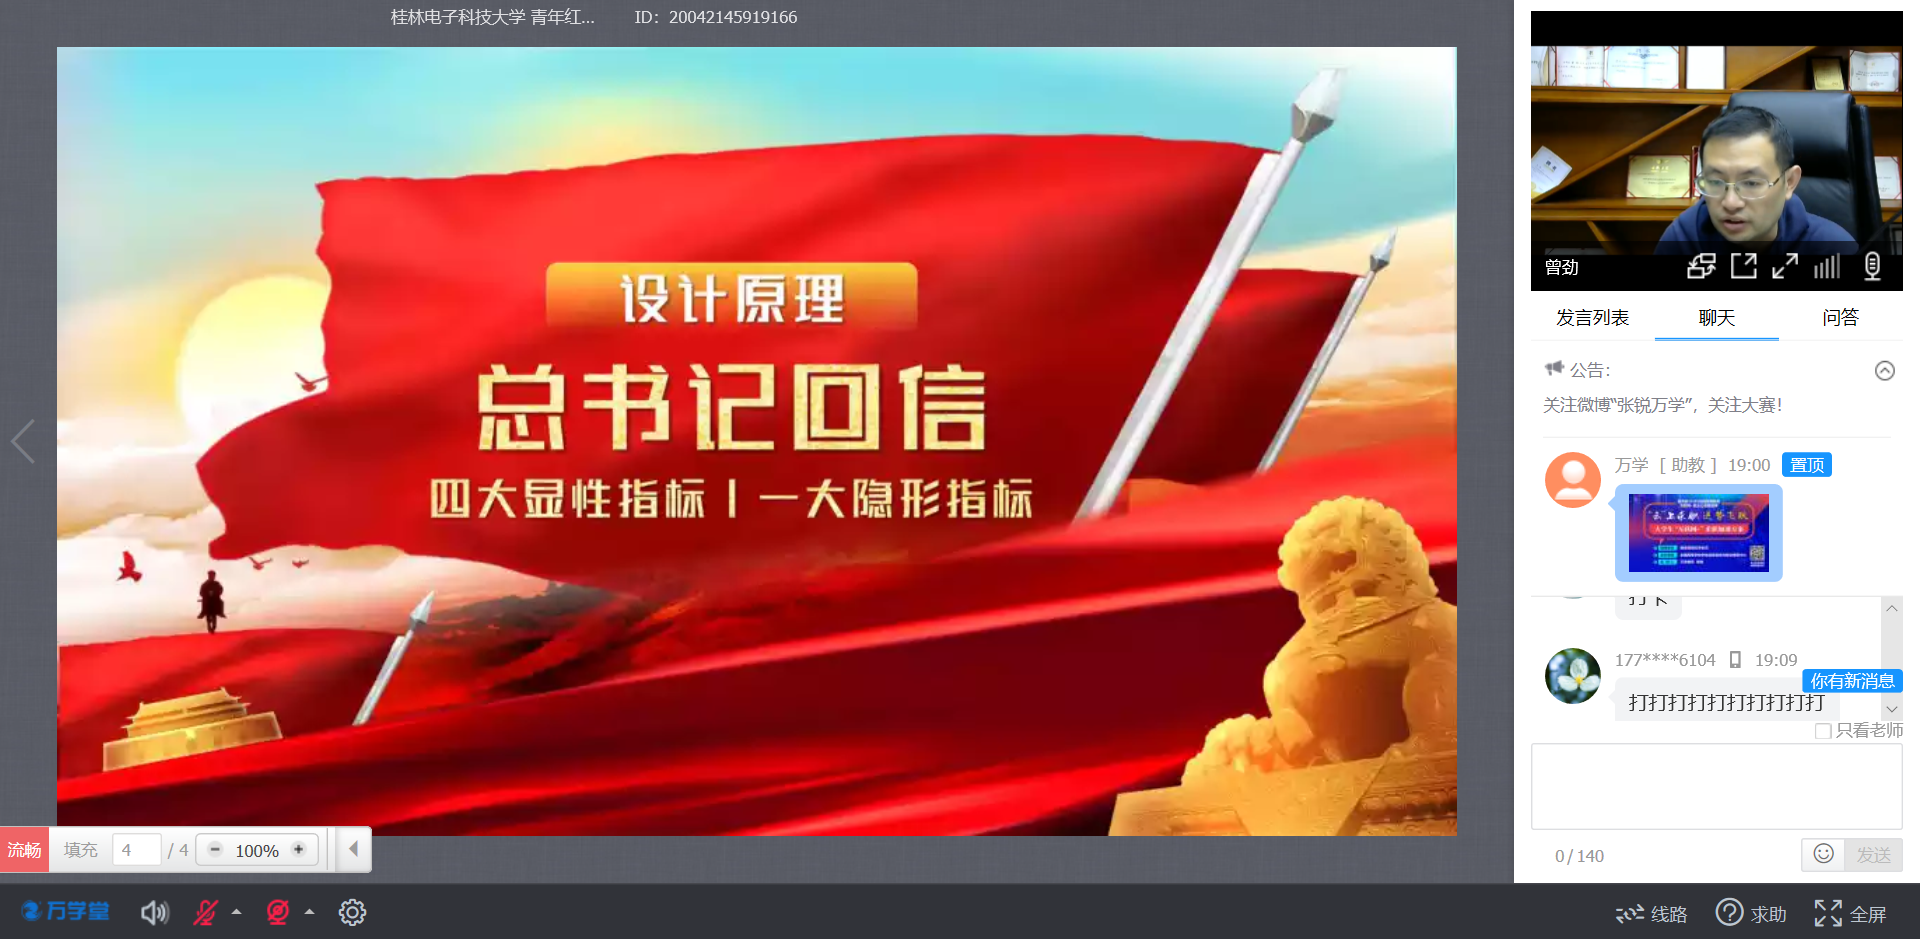 桂林电子科技大学 青年红...
ID：20042145919166
设计原理
总书记回信
四大显性指标丨一大隐形指标
曾劲
发言列表
聊天
问答
公告：
关注微博“张锐万学”，关注大赛！
万学 [ 助教 ] 19:00 置顶
打卡
177****6104 19:09
你有新消息
打打打打打打打打打打
只看老师
0 / 140
发送
流畅
填充
4 / 4
100%
万学堂
线路
求助
全屏